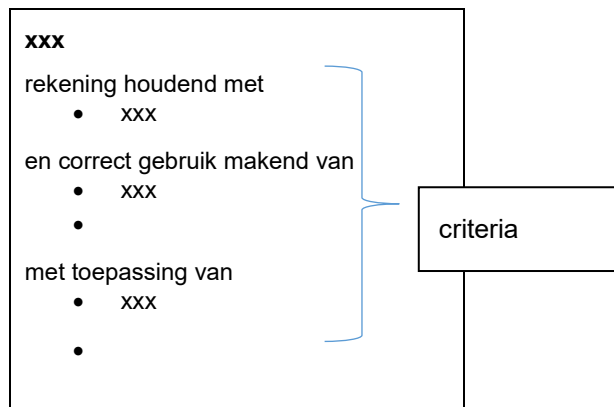 xxx
rekening houdend met
• xxx
en correct gebruik makend van
• xxx
•
met toepassing van
• xxx
•
criteria